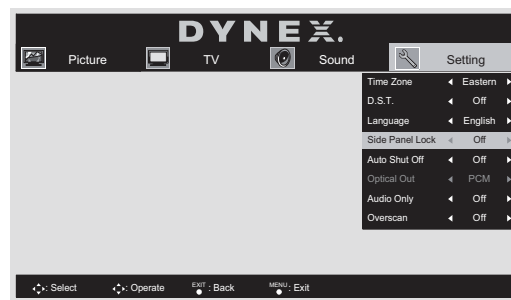 DYNEX.
Picture TV Sound Setting
Time Zone Eastern
D.S.T. Off
Language English
Side Panel Lock Off
Auto Shut Off Off
Optical Out PCM
Audio Only Off
Overscan Off
: Select : Operate EXIT : Back MENU : Exit